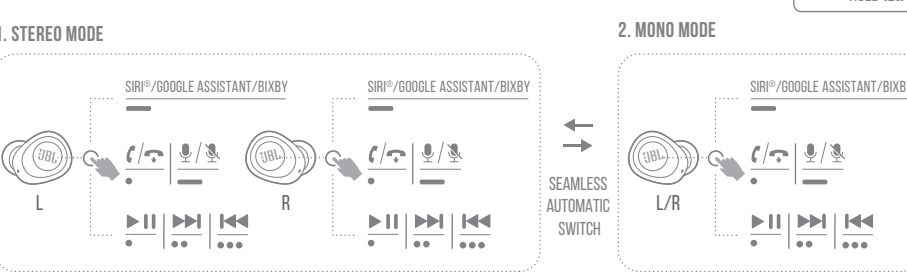 1. STEREO MODE
2. MONO MODE
SIRI®/GOOGLE ASSISTANT/BIXBY
SIRI®/GOOGLE ASSISTANT/BIXBY
SIRI®/GOOGLE ASSISTANT/BIXB
JBL
JBL
JBL
L
R
L/R
SEAMLESS
AUTOMATIC
SWITCH